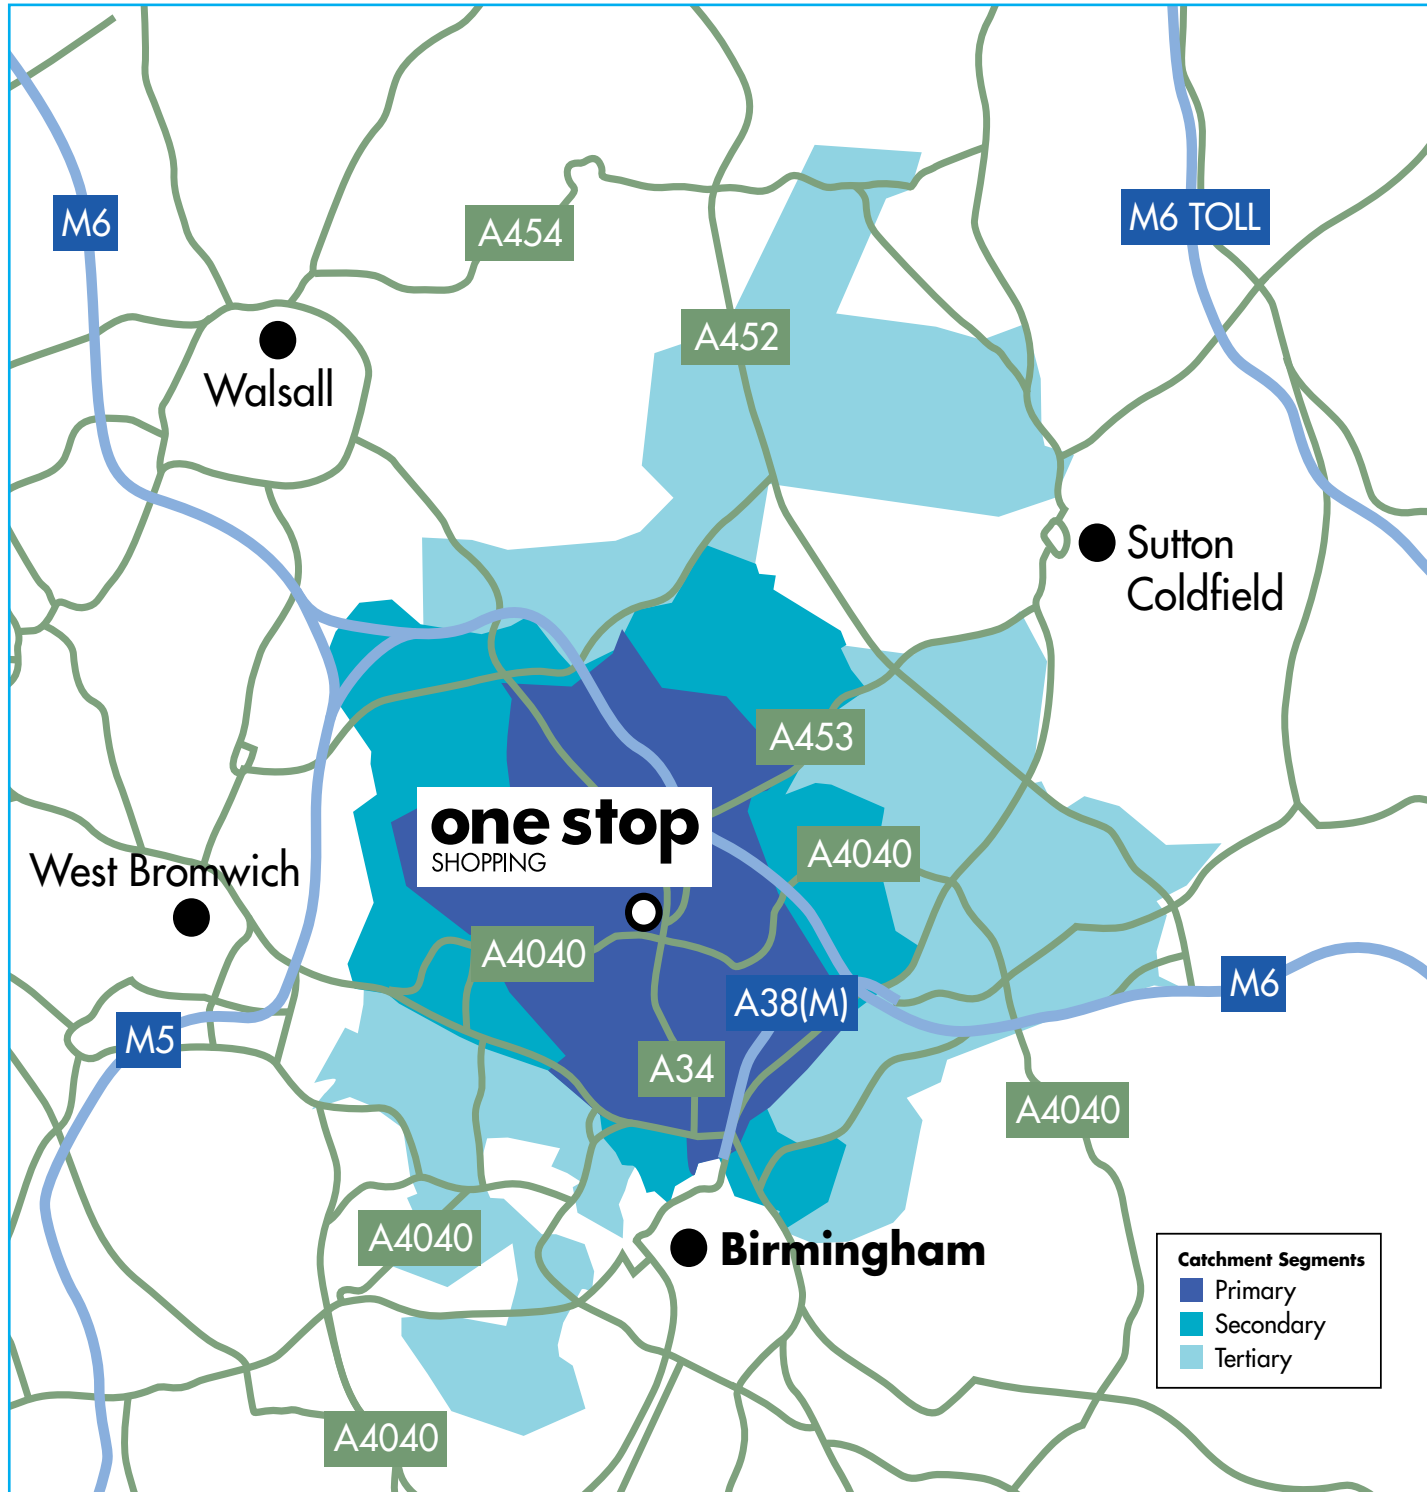 M6
M6 TOLL
A454
A452
Walsall
Sutton
Coldfield
A453
one stop
SHOPPING
A4040
West Bromwich
A4040
M6
A38(M)
M5
A34
A4040
A4040
Birmingham
Catchment Segments
Primary
Secondary
Tertiary
A4040